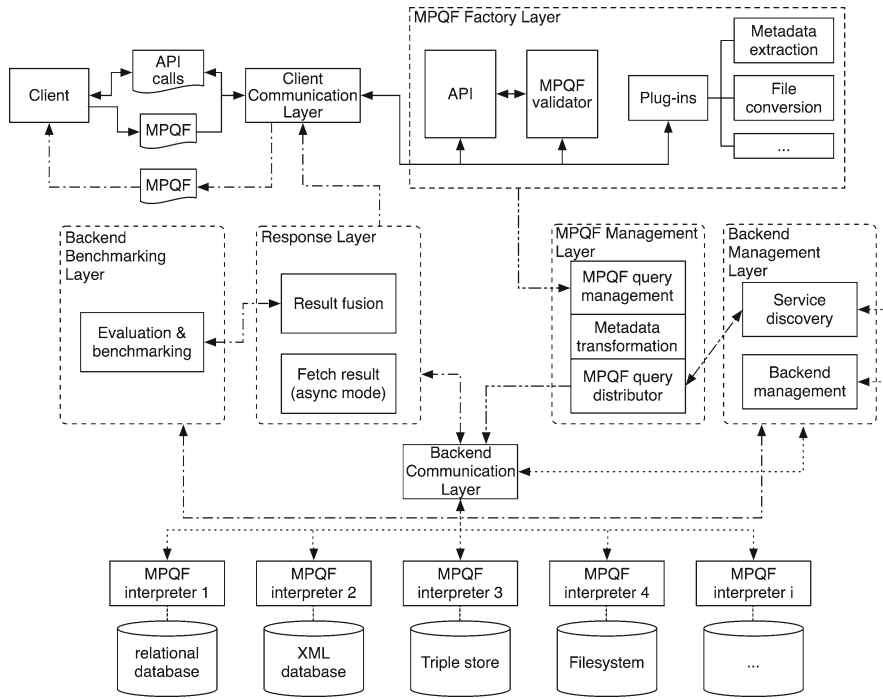 MPQF Factory Layer
Client
API
calls
MPQF
MPQF
Client
Communication
Layer
API
MPQF
validator
Plug-ins
Metadata
extraction
File
conversion
...
Backend
Benchmarking
Layer
Evaluation &
benchmarking
Response Layer
Result fusion
Fetch result
(async mode)
MPQF Management
Layer
MPQF query
management
Metadata
transformation
MPQF query
distributor
Backend
Management
Layer
Service
discovery
Backend
management
Backend
Communication
Layer
MPQF
interpreter 1
MPQF
interpreter 2
MPQF
interpreter 3
MPQF
interpreter 4
MPQF
interpreter i
relational
database
XML
database
Triple store
Filesystem
...